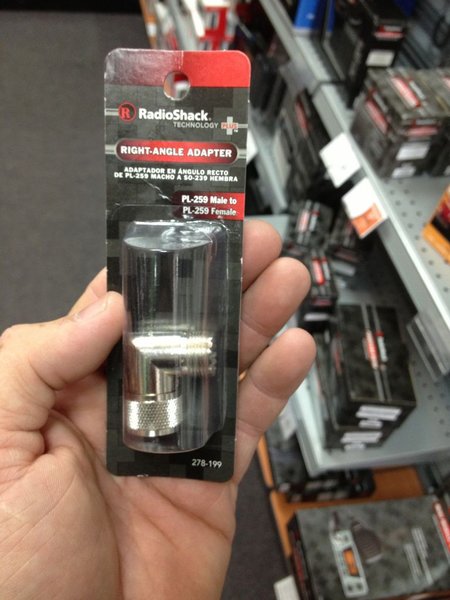 R RadioShack
TECHNOLOGY PLUS™
RIGHT-ANGLE ADAPTER
ADAPTADOR EN ÁNGULO RECTO
DE PL-259 MACHO A SO-239 HEMBRA
PL-259 Male to
PL-259 Female
278-199